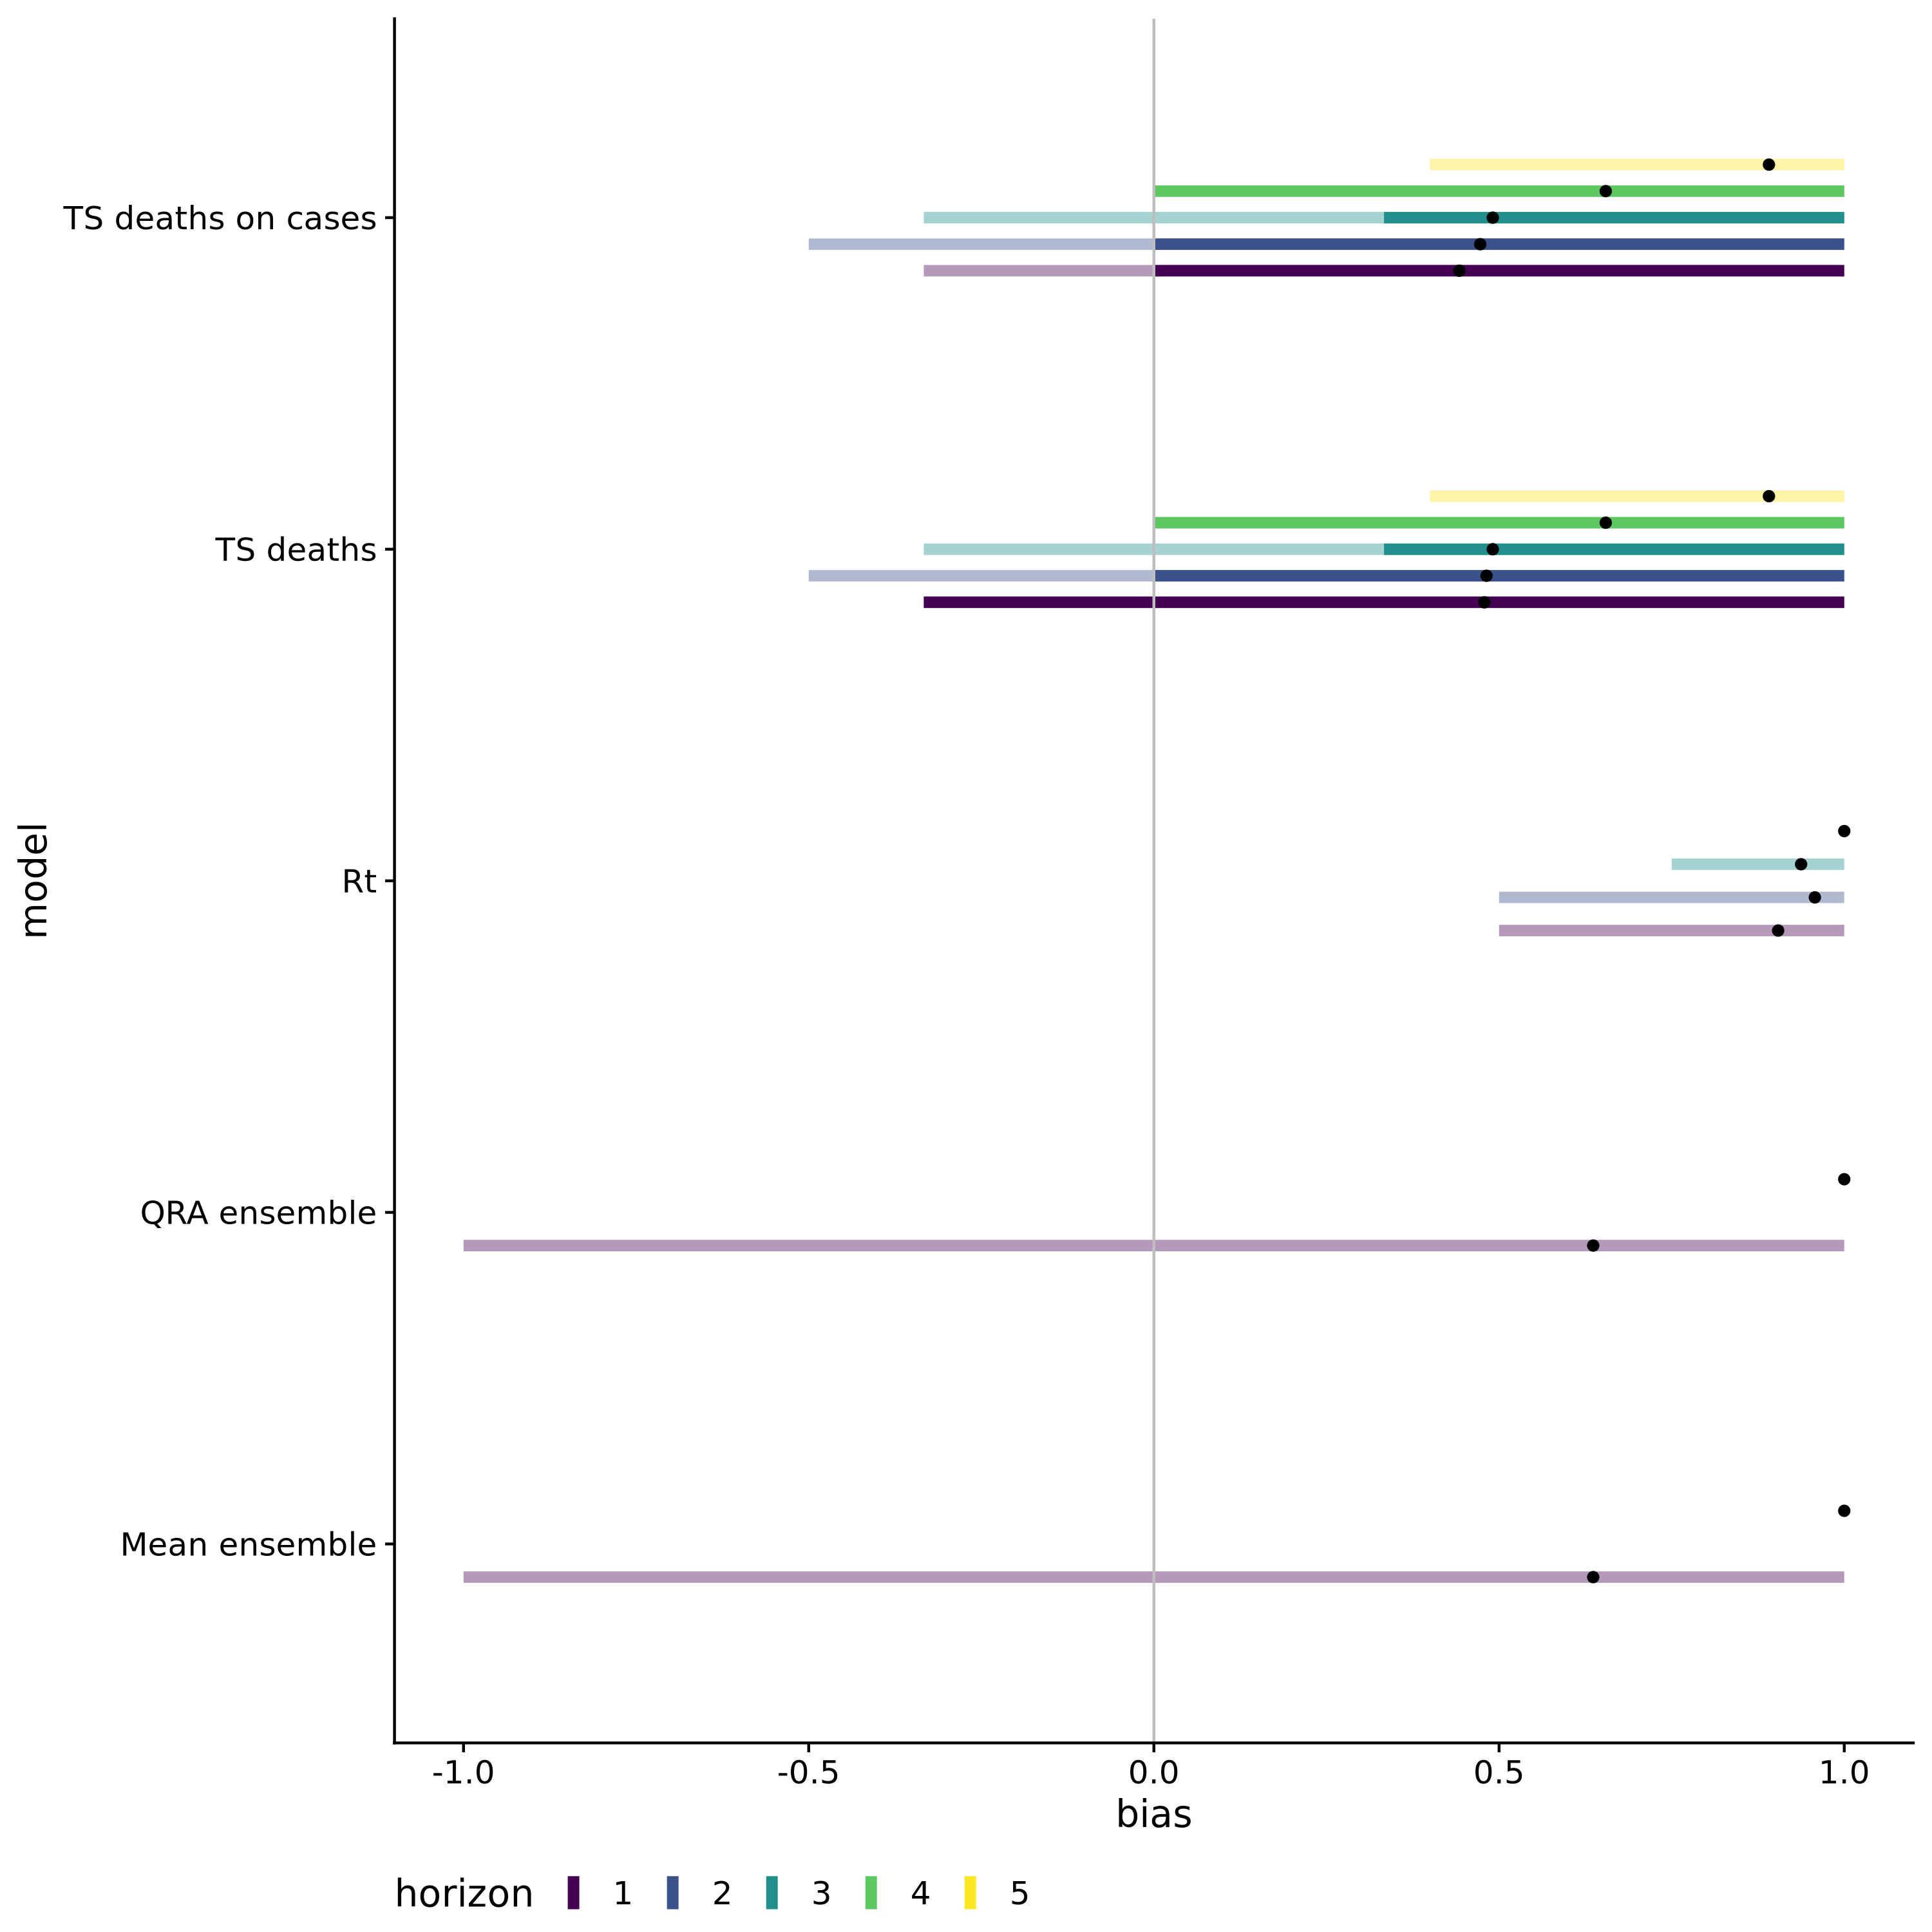 TS deaths on cases
TS deaths
Rt
QRA ensemble
Mean ensemble
model
-1.0 -0.5 0.0 0.5 1.0
bias
horizon 1 2 3 4 5